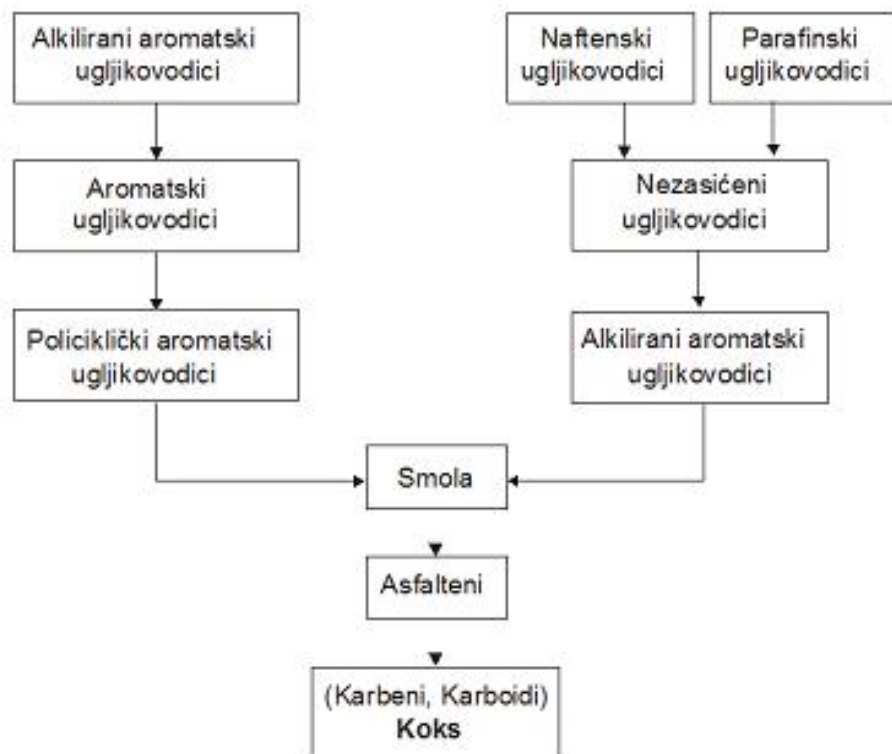 Alkilirani aromatski
ugljikovodici
Naftenski
ugljikovodici
Parafinski
ugljikovodici
Aromatski
ugljikovodici
Nezasićeni
ugljikovodici
Policiklički aromatski
ugljikovodici
Alkilirani aromatski
ugljikovodici
Smola
Asfalteni
(Karbeni, Karboidi)
Koks